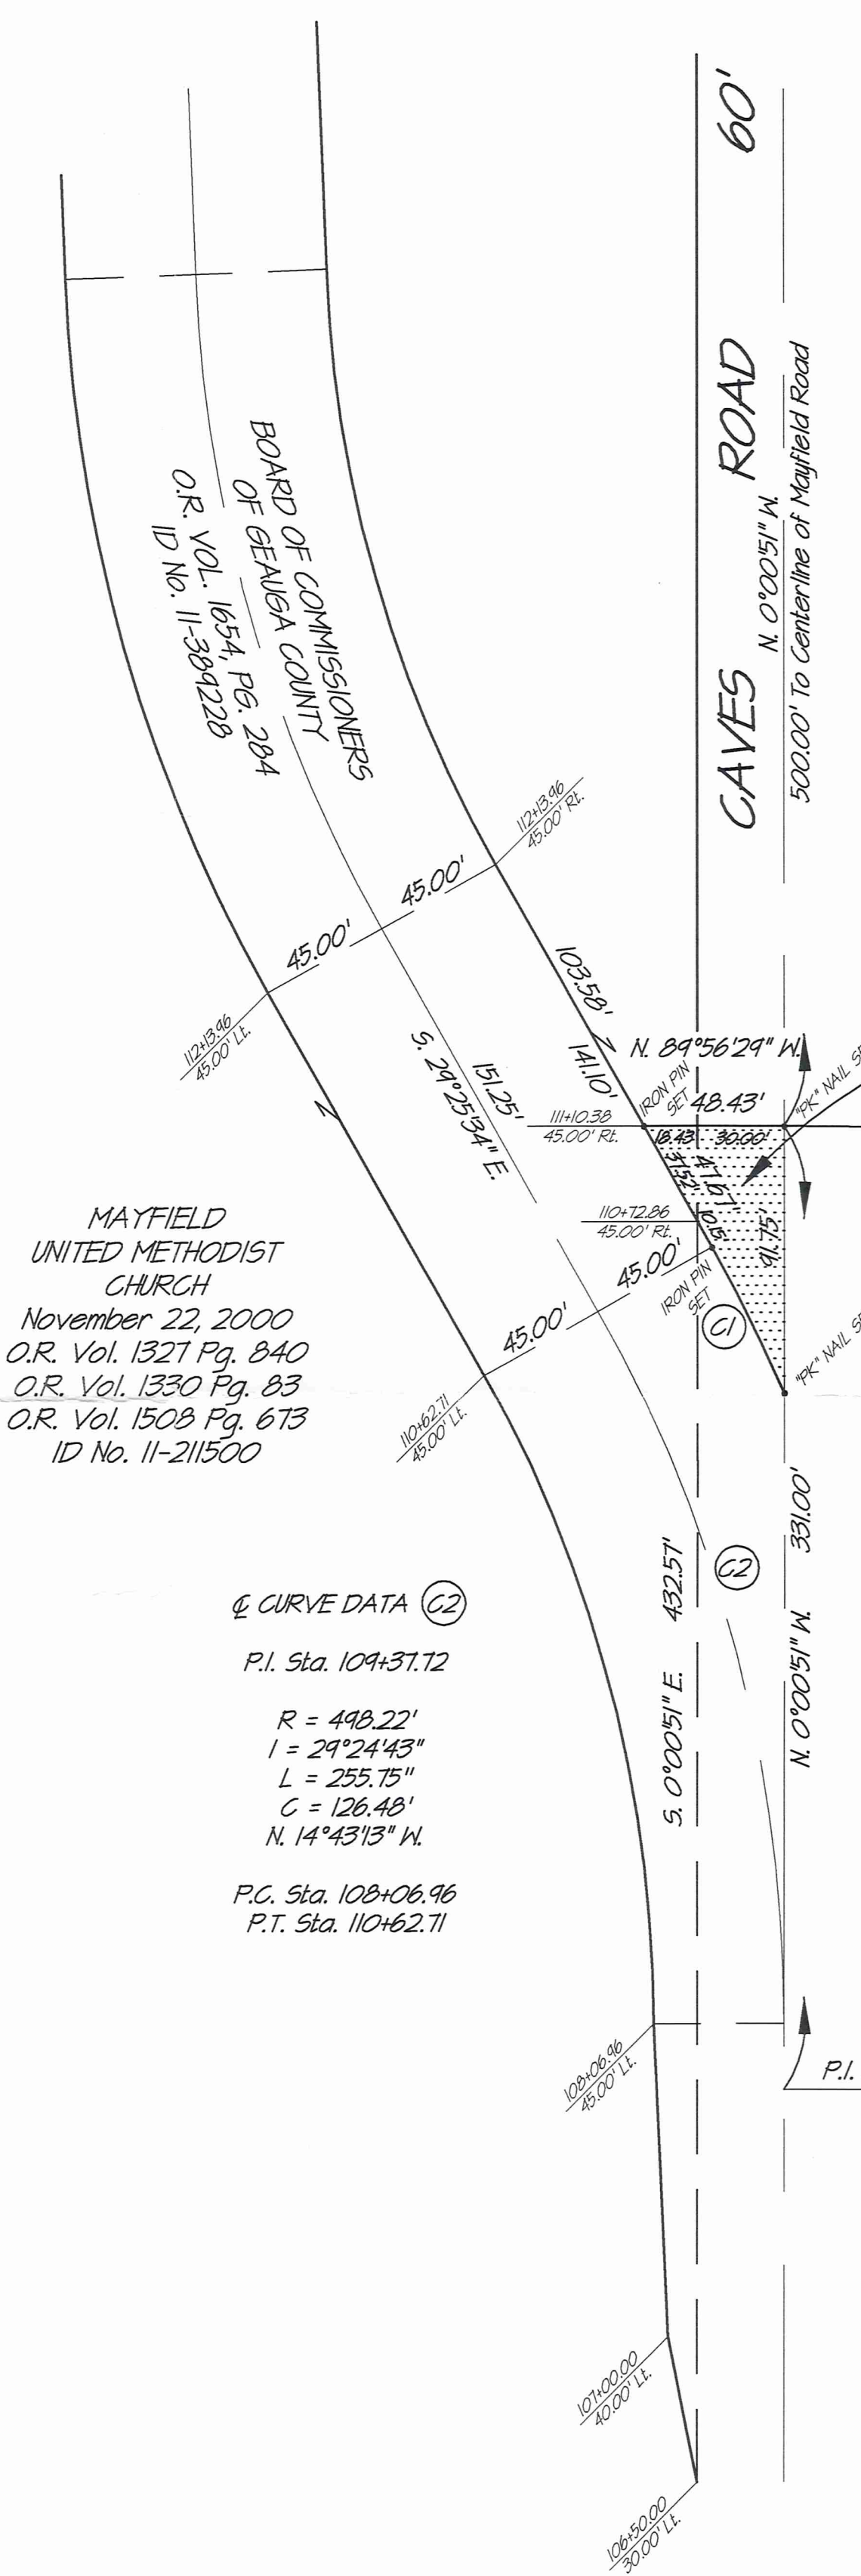 60'
CAVES ROAD
N. 0°00'51" W.
500.00' To Centerline of Mayfield Road
BOARD OF COMMISSIONERS
OF GEAUGA COUNTY
O.R. VOL. 1654, PG. 284
ID No. 11-389228
112+13.96
45.00' Rt.
45.00'
45.00'
112+13.96
45.00' Lt.
103.58'
141.10'
N. 89°56'29" W.
IRON PIN
SET
48.43'
"PK" NAIL SE
151.25'
S. 29°25'34" E.
111+10.38
45.00' Rt.
18.43'
30.00'
37.52'
47.67'
10.15'
91.75'
110+72.86
45.00' Rt.
45.00'
45.00'
IRON PIN
SET
C1
"PK" NAIL SE
110+62.71
45.00' Lt.
MAYFIELD
UNITED METHODIST
CHURCH
November 22, 2000
O.R. Vol. 1327 Pg. 840
O.R. Vol. 1330 Pg. 83
O.R. Vol. 1508 Pg. 673
ID No. 11-211500
℄ CURVE DATA C2
P.I. Sta. 109+37.72
R = 498.22'
I = 29°24'43"
L = 255.75"
C = 126.48'
N. 14°43'13" W.
P.C. Sta. 108+06.96
P.T. Sta. 110+62.71
S. 0°00'51" E. 432.57'
C2
N. 0°00'51" W. 331.00'
108+06.96
45.00' Lt.
P.I.
107+00.00
40.00' Lt.
106+50.00
30.00' Lt.